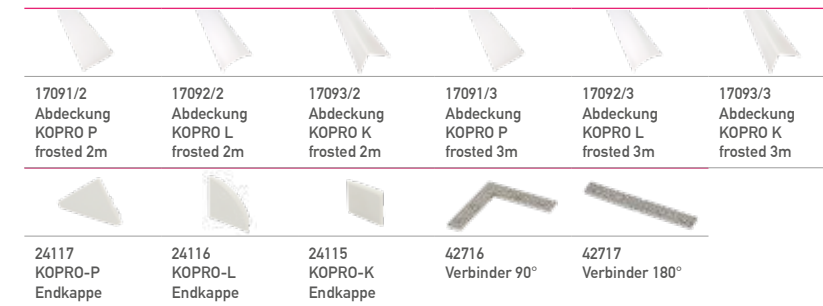 17091/2
Abdeckung
KOPRO P
frosted 2m
17092/2
Abdeckung
KOPRO L
frosted 2m
17093/2
Abdeckung
KOPRO K
frosted 2m
17091/3
Abdeckung
KOPRO P
frosted 3m
17092/3
Abdeckung
KOPRO L
frosted 3m
17093/3
Abdeckung
KOPRO K
frosted 3m
24117
KOPRO-P
Endkappe
24116
KOPRO-L
Endkappe
24115
KOPRO-K
Endkappe
42716
Verbinder 90°
42717
Verbinder 180°